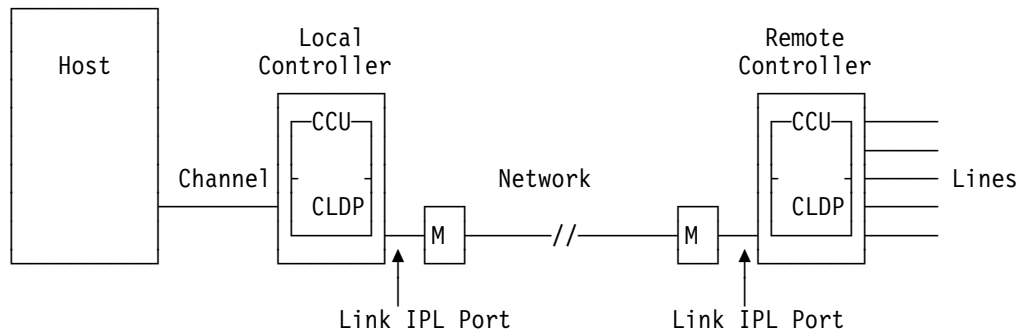 Local
Remote
Host
Controller
Controller
CCU
CCU
Channel
Network
Lines
CLDP
CLDP
M
//
M
Link IPL Port
Link IPL Port